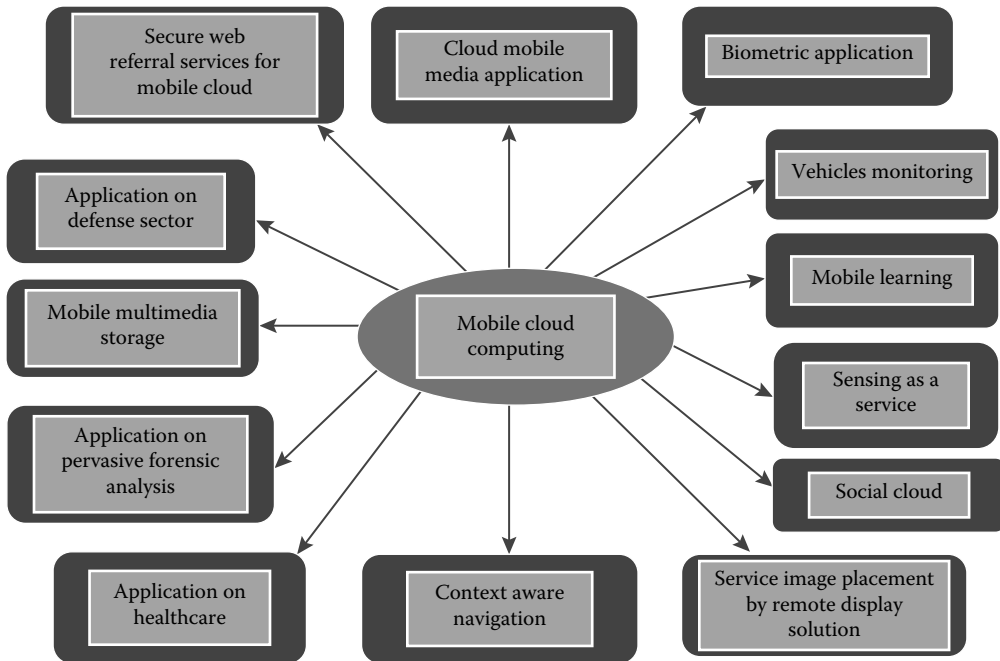 Secure web
referral services for
mobile cloud
Cloud mobile
media application
Biometric application
Vehicles monitoring
Application on
defense sector
Mobile learning
Mobile multimedia
storage
Mobile cloud
computing
Sensing as a
service
Application on
pervasive forensic
analysis
Social cloud
Application on
healthcare
Context aware
navigation
Service image placement
by remote display
solution